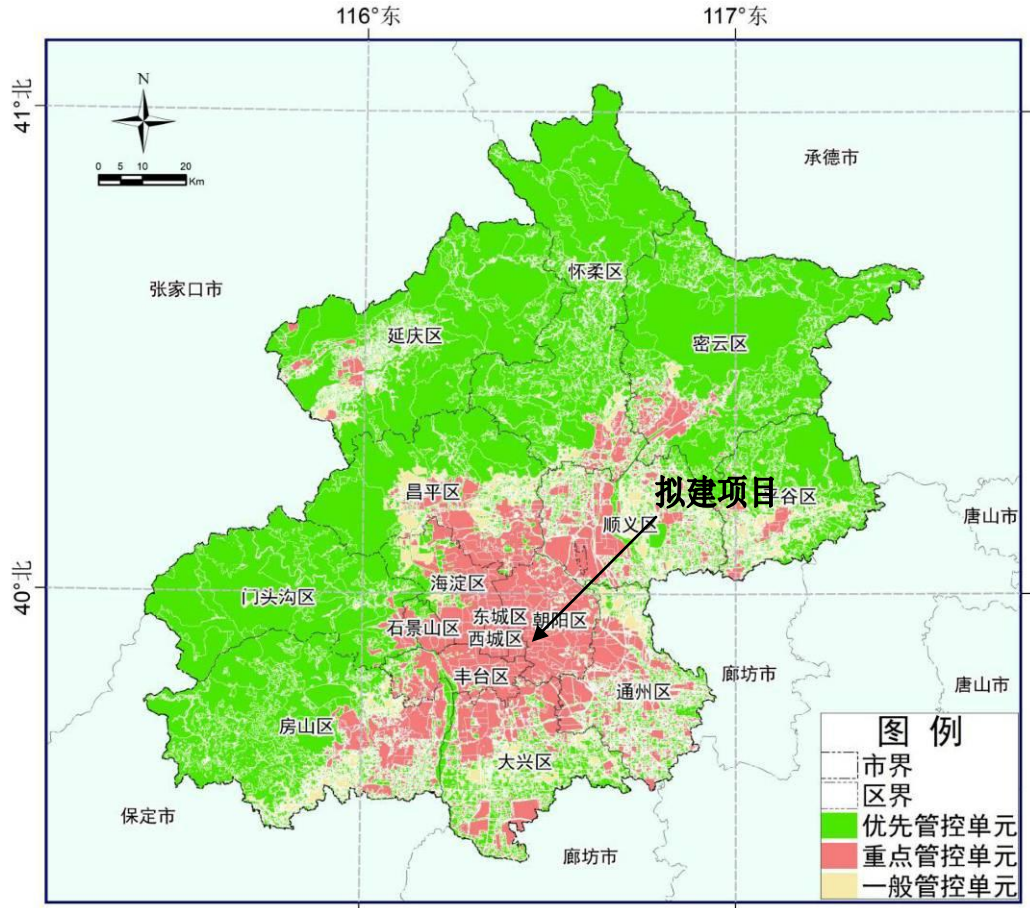 116°东
117°东
41°北
N
0 5 10 20
Km
承德市
张家口市
怀柔区
延庆区
密云区
昌平区
拟建项目
平谷区
顺义区
唐山市
40°北
海淀区
门头沟区
东城区
朝阳区
石景山区
西城区
丰台区
廊坊市
通州区
唐山市
房山区
大兴区
保定市
廊坊市
图 例
市界
区界
优先管控单元
重点管控单元
一般管控单元